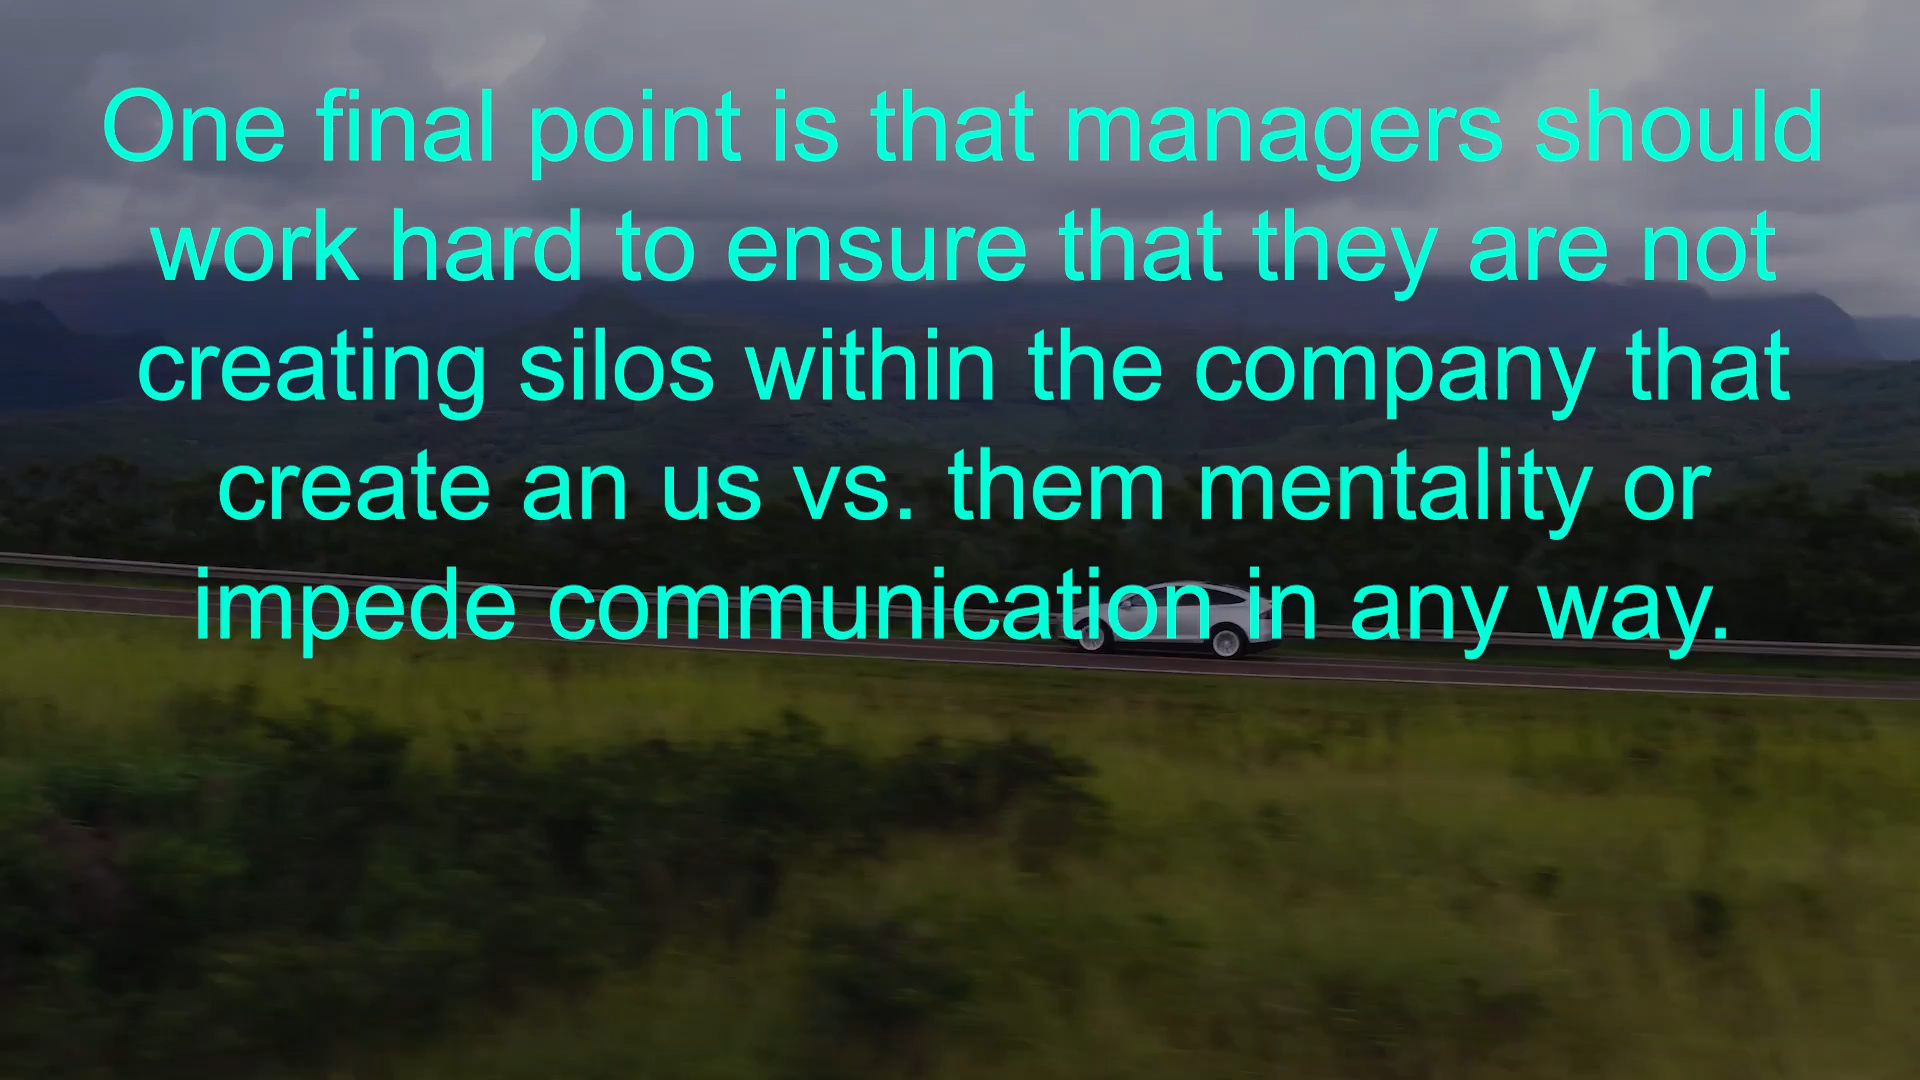 One final point is that managers should
work hard to ensure that they are not
creating silos within the company that
create an us vs. them mentality or
impede communication in any way.